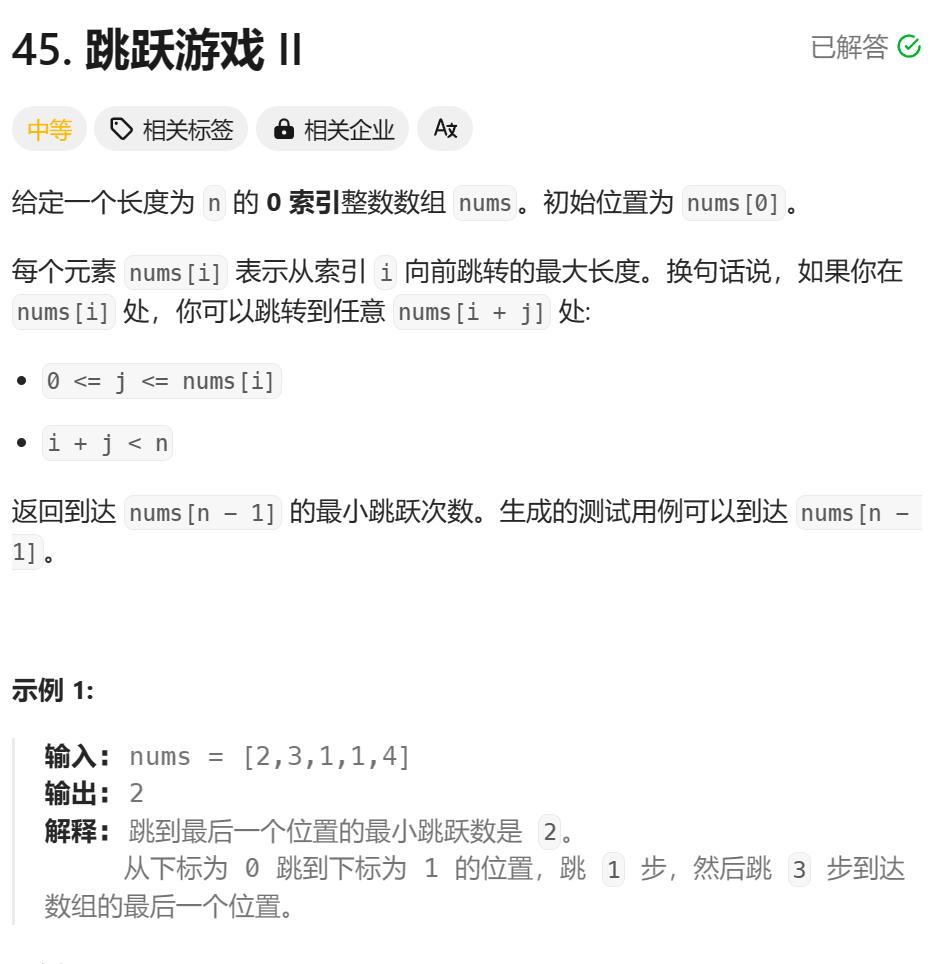 45. 跳跃游戏 II
已解答
中等 相关标签 相关企业
给定一个长度为 n 的 0 索引整数数组 nums。初始位置为 nums[0]。
每个元素 nums[i] 表示从索引 i 向前跳转的最大长度。换句话说，如果你在
nums[i] 处，你可以跳转到任意 nums[i + j] 处:
• 0 <= j <= nums[i]
• i + j < n
返回到达 nums[n - 1] 的最小跳跃次数。生成的测试用例可以到达 nums[n -
1]。
示例 1:
输入: nums = [2,3,1,1,4]
输出: 2
解释: 跳到最后一个位置的最小跳跃数是 2。
从下标为 0 跳到下标为 1 的位置，跳 1 步，然后跳 3 步到达
数组的最后一个位置。